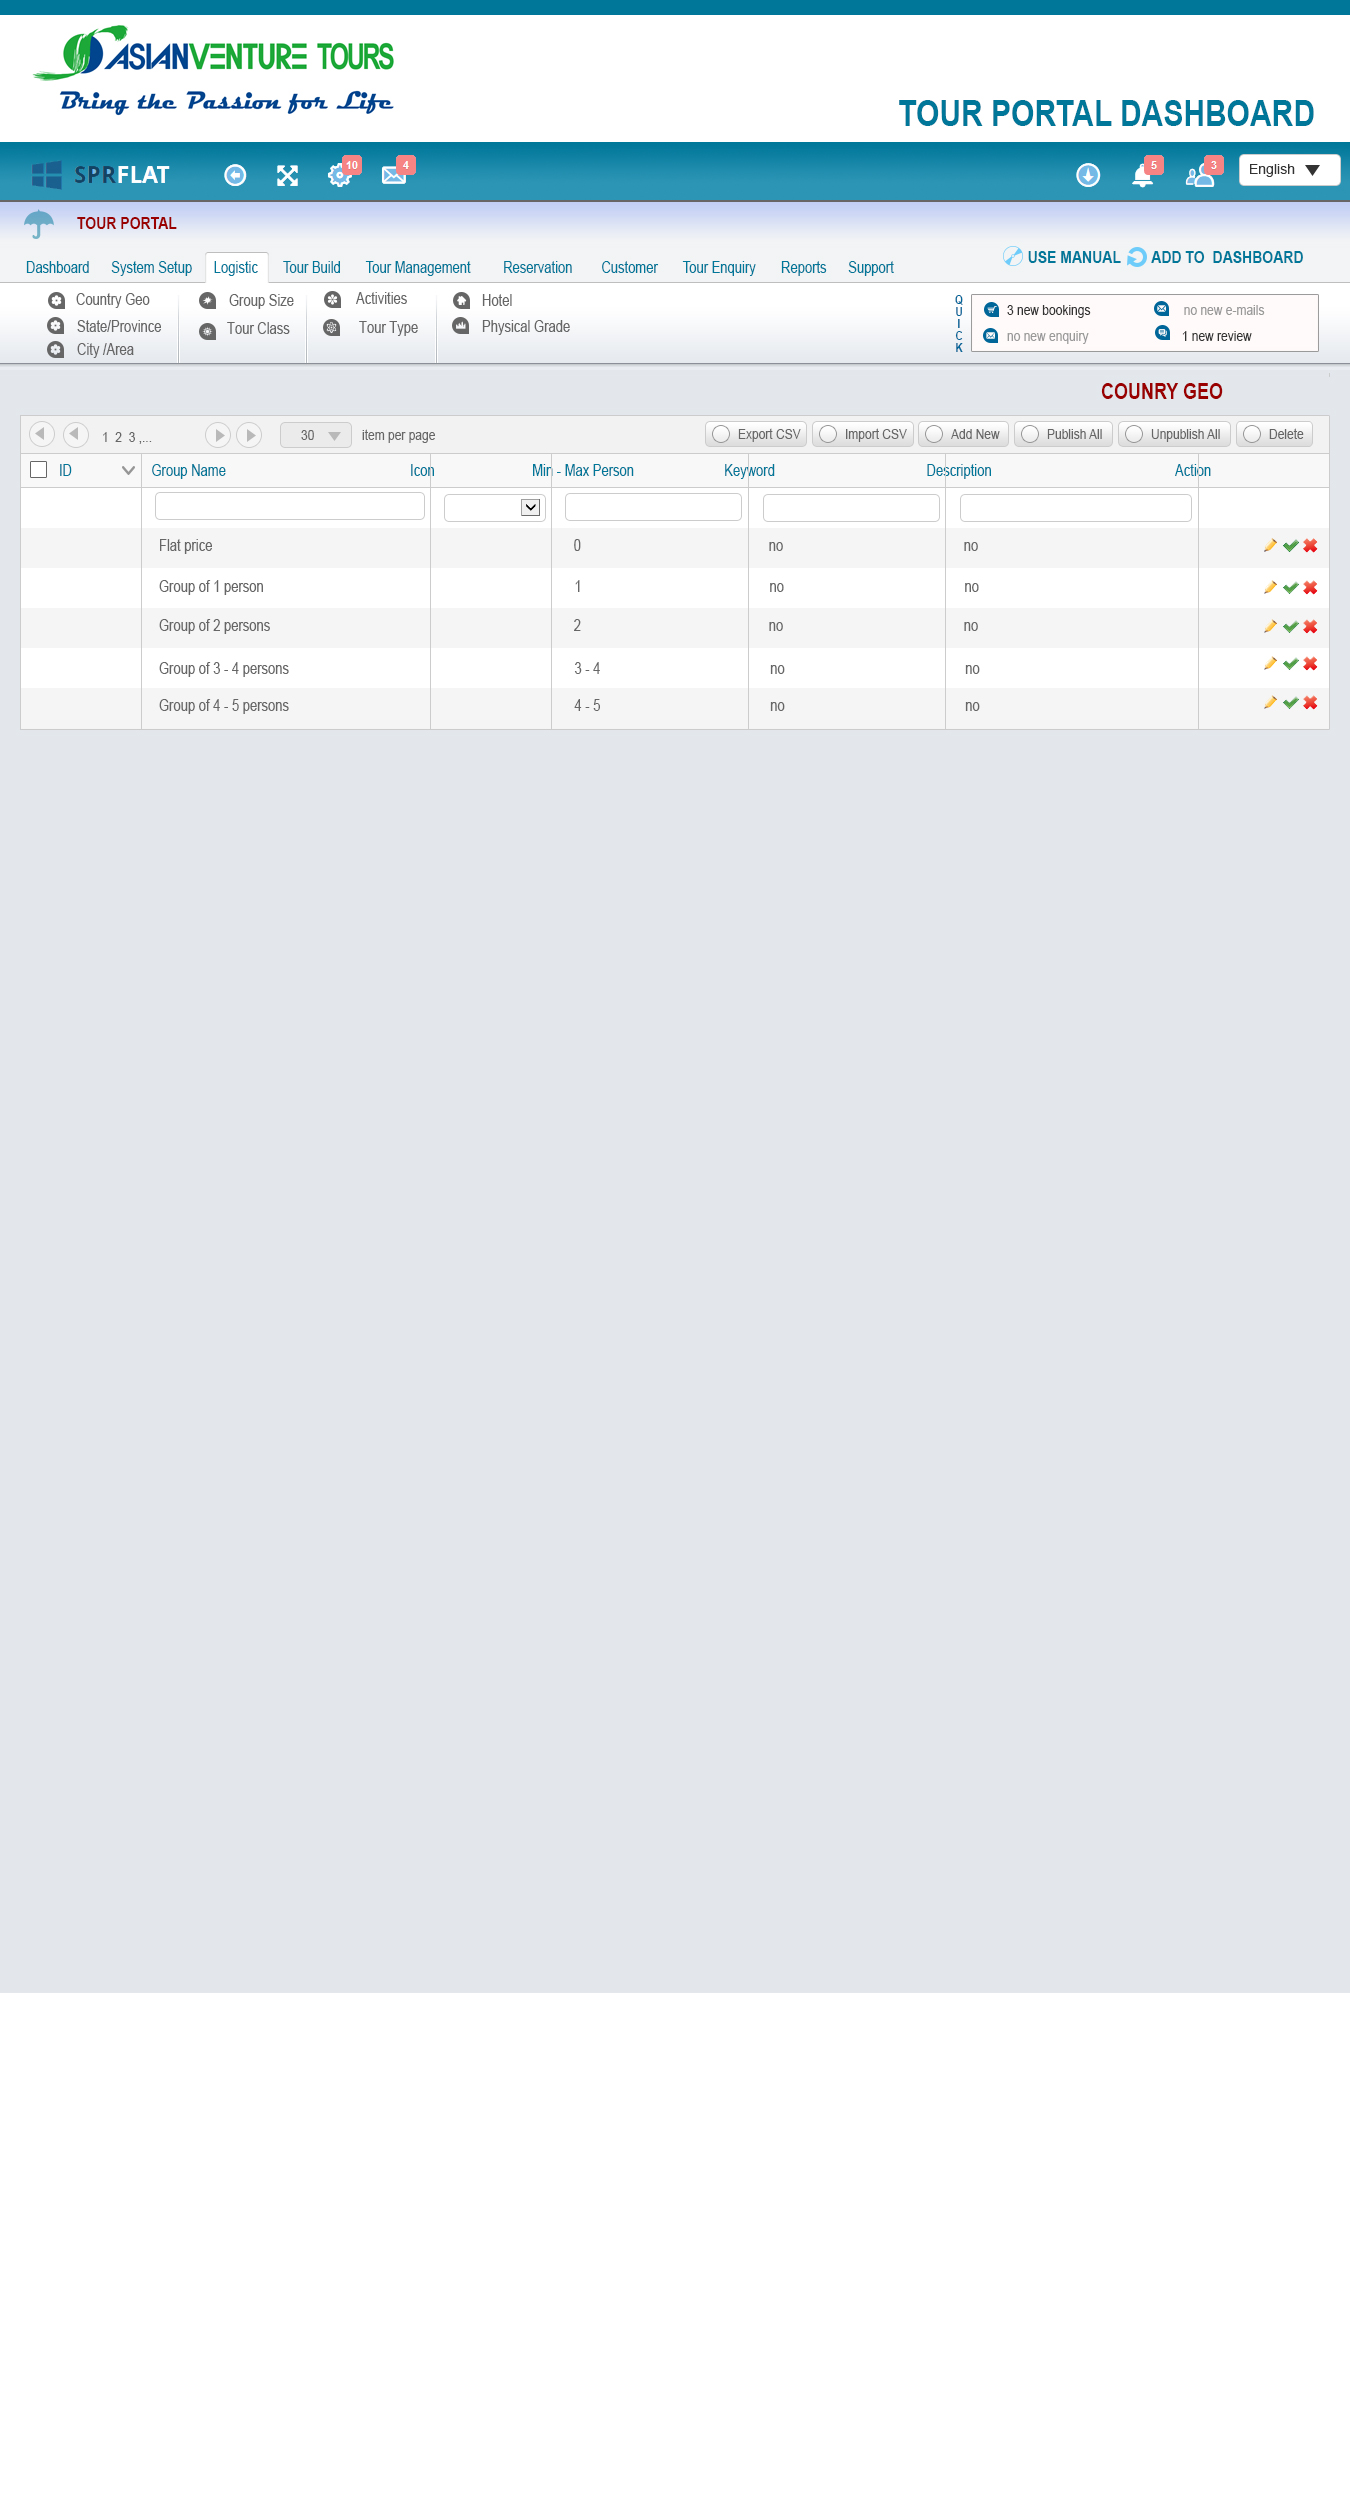 ASIANVENTURE TOURS
Bring the Passion for Life
TOUR PORTAL DASHBOARD
SPRFLAT
10
4
5
3
English
TOUR PORTAL
Dashboard System Setup Logistic Tour Build Tour Management Reservation Customer Tour Enquiry Reports Support
USE MANUAL ADD TO DASHBOARD
Country Geo Group Size Activities Hotel
State/Province Tour Class Tour Type Physical Grade
City /Area
QUICK
3 new bookings no new e-mails
no new enquiry 1 new review
COUNRY GEO
1 2 3 ,... 30 item per page Export CSV Import CSV Add New Publish All Unpublish All Delete
ID Group Name Icon Min - Max Person Keyword Description Action
Flat price 0 no no
Group of 1 person 1 no no
Group of 2 persons 2 no no
Group of 3 - 4 persons 3 - 4 no no
Group of 4 - 5 persons 4 - 5 no no